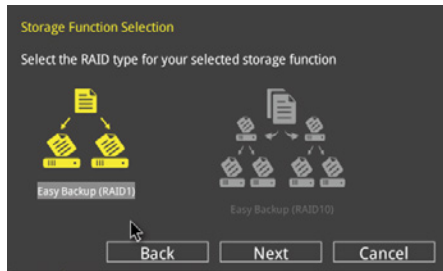 Storage Function Selection
Select the RAID type for your selected storage function
Easy Backup (RAID1)
Easy Backup (RAID10)
Back
Next
Cancel